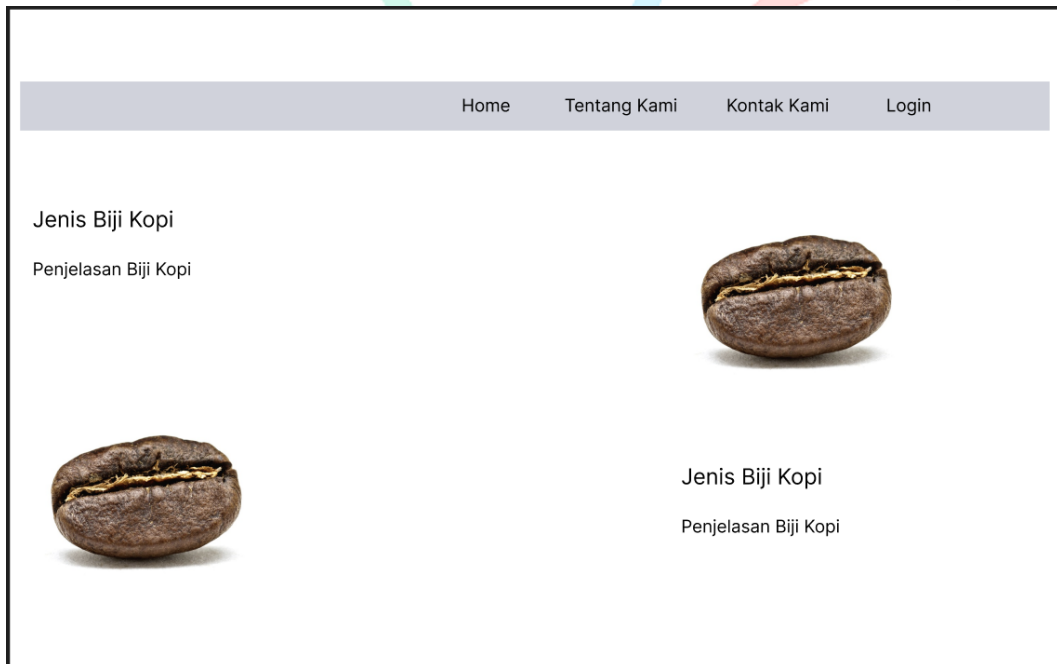 Home Tentang Kami Kontak Kami Login
Jenis Biji Kopi
Penjelasan Biji Kopi
Jenis Biji Kopi
Penjelasan Biji Kopi